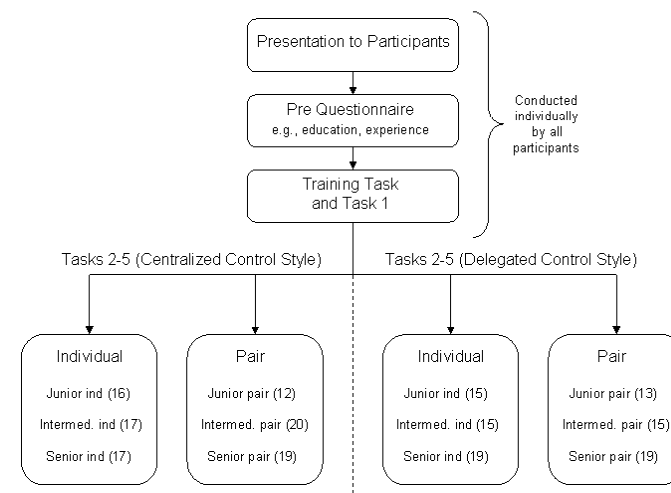 Presentation to Participants
Pre Questionnaire
e.g., education, experience
Training Task
and Task 1
Conducted
individually
by all
participants
Tasks 2-5 (Centralized Control Style)
Tasks 2-5 (Delegated Control Style)
Individual
Junior ind (16)
Intermed. ind (17)
Senior ind (17)
Pair
Junior pair (12)
Intermed. pair (20)
Senior pair (19)
Individual
Junior ind (15)
Intermed. ind (15)
Senior ind (19)
Pair
Junior pair (13)
Intermed. pair (15)
Senior pair (19)